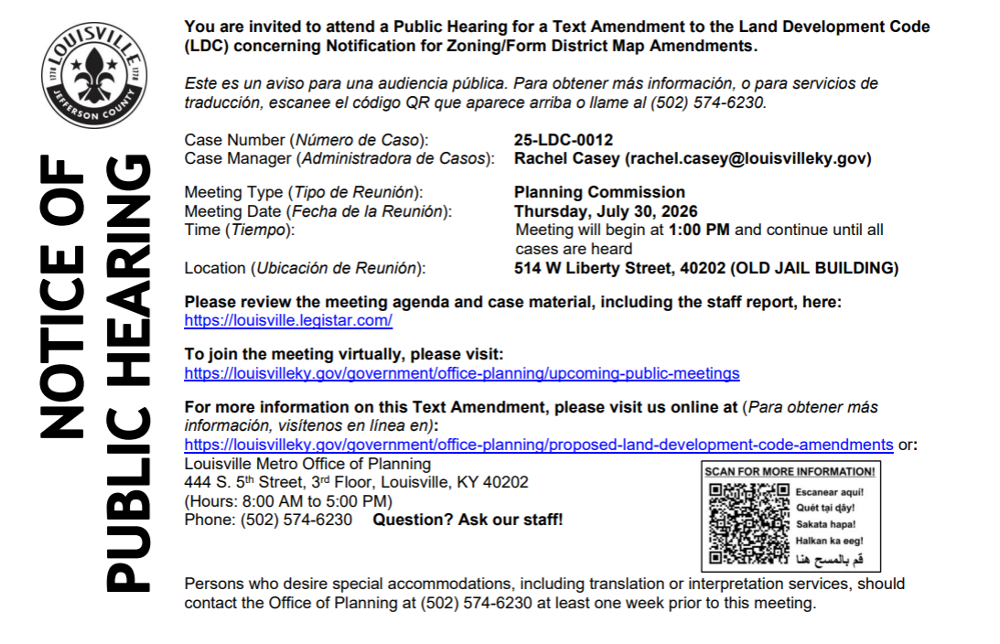 LOUISVILLE
1778 1778
JEFFERSON COUNTY
NOTICE OF
PUBLIC HEARING
You are invited to attend a Public Hearing for a Text Amendment to the Land Development Code
(LDC) concerning Notification for Zoning/Form District Map Amendments.
Este es un aviso para una audiencia pública. Para obtener más información, o para servicios de
traducción, escanee el código QR que aparece arriba o llame al (502) 574-6230.
Case Number (Número de Caso): 25-LDC-0012
Case Manager (Administradora de Casos): Rachel Casey (rachel.casey@louisvilleky.gov)
Meeting Type (Tipo de Reunión): Planning Commission
Meeting Date (Fecha de la Reunión): Thursday, July 30, 2026
Time (Tiempo): Meeting will begin at 1:00 PM and continue until all
cases are heard
Location (Ubicación de Reunión): 514 W Liberty Street, 40202 (OLD JAIL BUILDING)
Please review the meeting agenda and case material, including the staff report, here:
https://louisville.legistar.com/
To join the meeting virtually, please visit:
https://louisvilleky.gov/government/office-planning/upcoming-public-meetings
For more information on this Text Amendment, please visit us online at (Para obtener más
información, visítenos en línea en):
https://louisvilleky.gov/government/office-planning/proposed-land-development-code-amendments or:
Louisville Metro Office of Planning
444 S. 5th Street, 3rd Floor, Louisville, KY 40202
(Hours: 8:00 AM to 5:00 PM)
Phone: (502) 574-6230 Question? Ask our staff!
SCAN FOR MORE INFORMATION!
Escanear aquí!
Quét tại đây!
Sakata hapa!
Halkan ka eeg!
قم بالمسح هنا
Persons who desire special accommodations, including translation or interpretation services, should
contact the Office of Planning at (502) 574-6230 at least one week prior to this meeting.